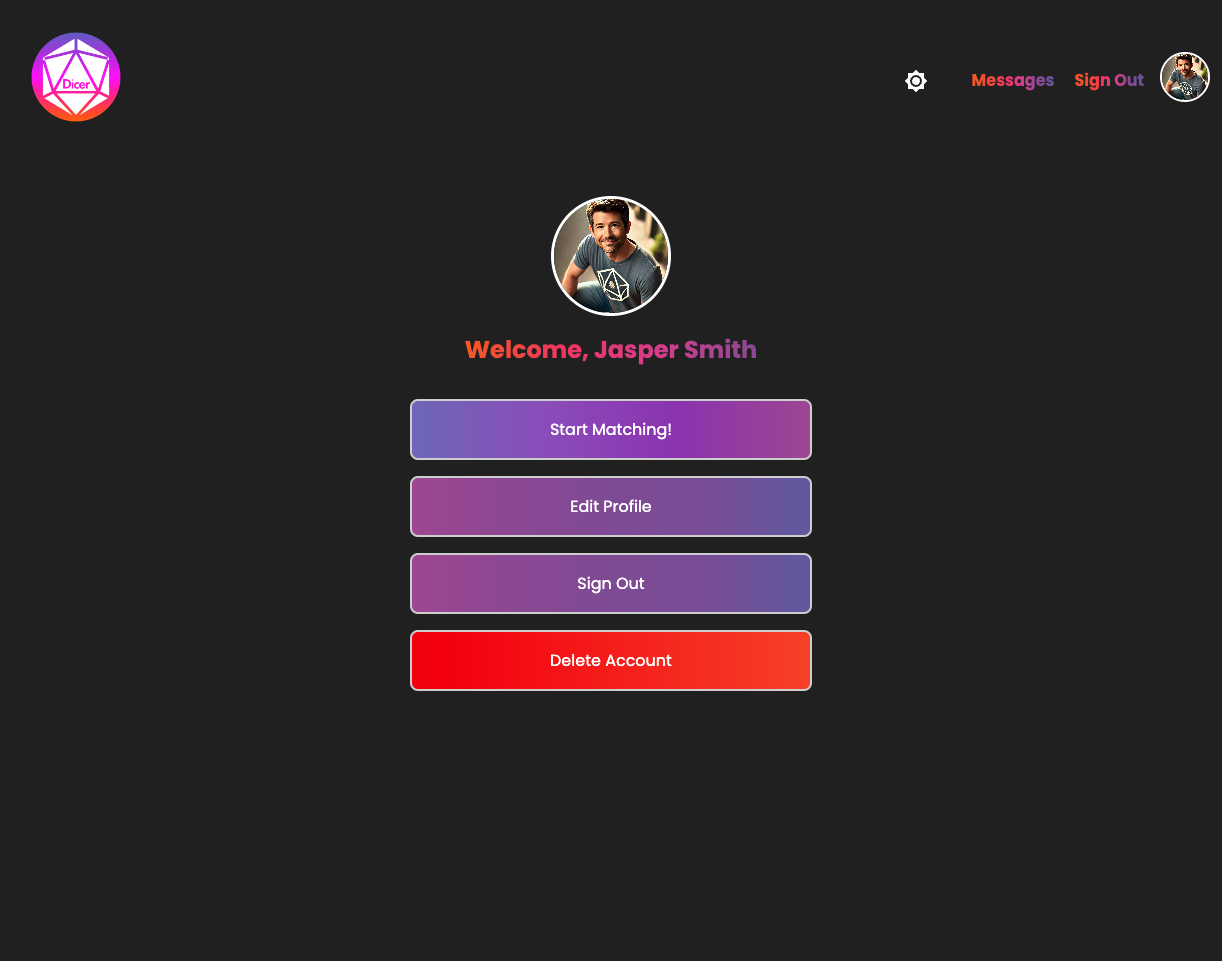 Dicer
Messages
Sign Out
Welcome, Jasper Smith
Start Matching!
Edit Profile
Sign Out
Delete Account